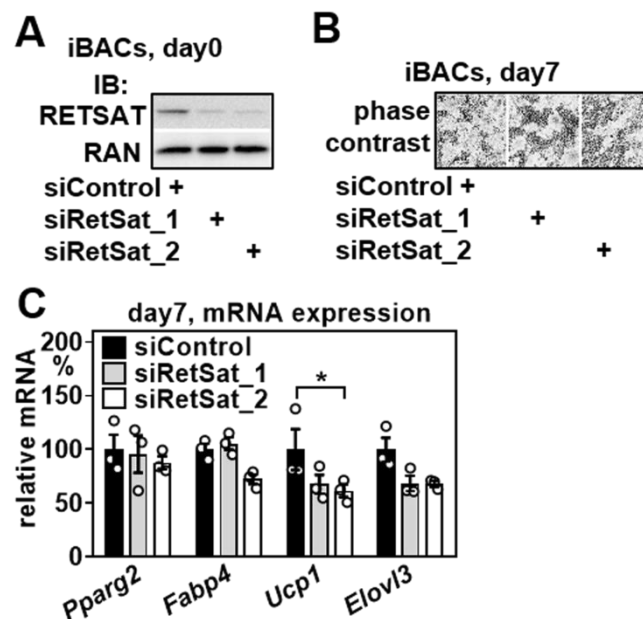 A
iBACs, day0
IB:
RETSAT
RAN
siControl +
siRetSat_1 +
siRetSat_2 +
B
iBACs, day7
phase
contrast
siControl +
siRetSat_1 +
siRetSat_2 +
C
day7, mRNA expression
relative mRNA
%
200
150
100
50
0
siControl
siRetSat_1
siRetSat_2
*
Pparg2
Fabp4
Ucp1
Elovl3